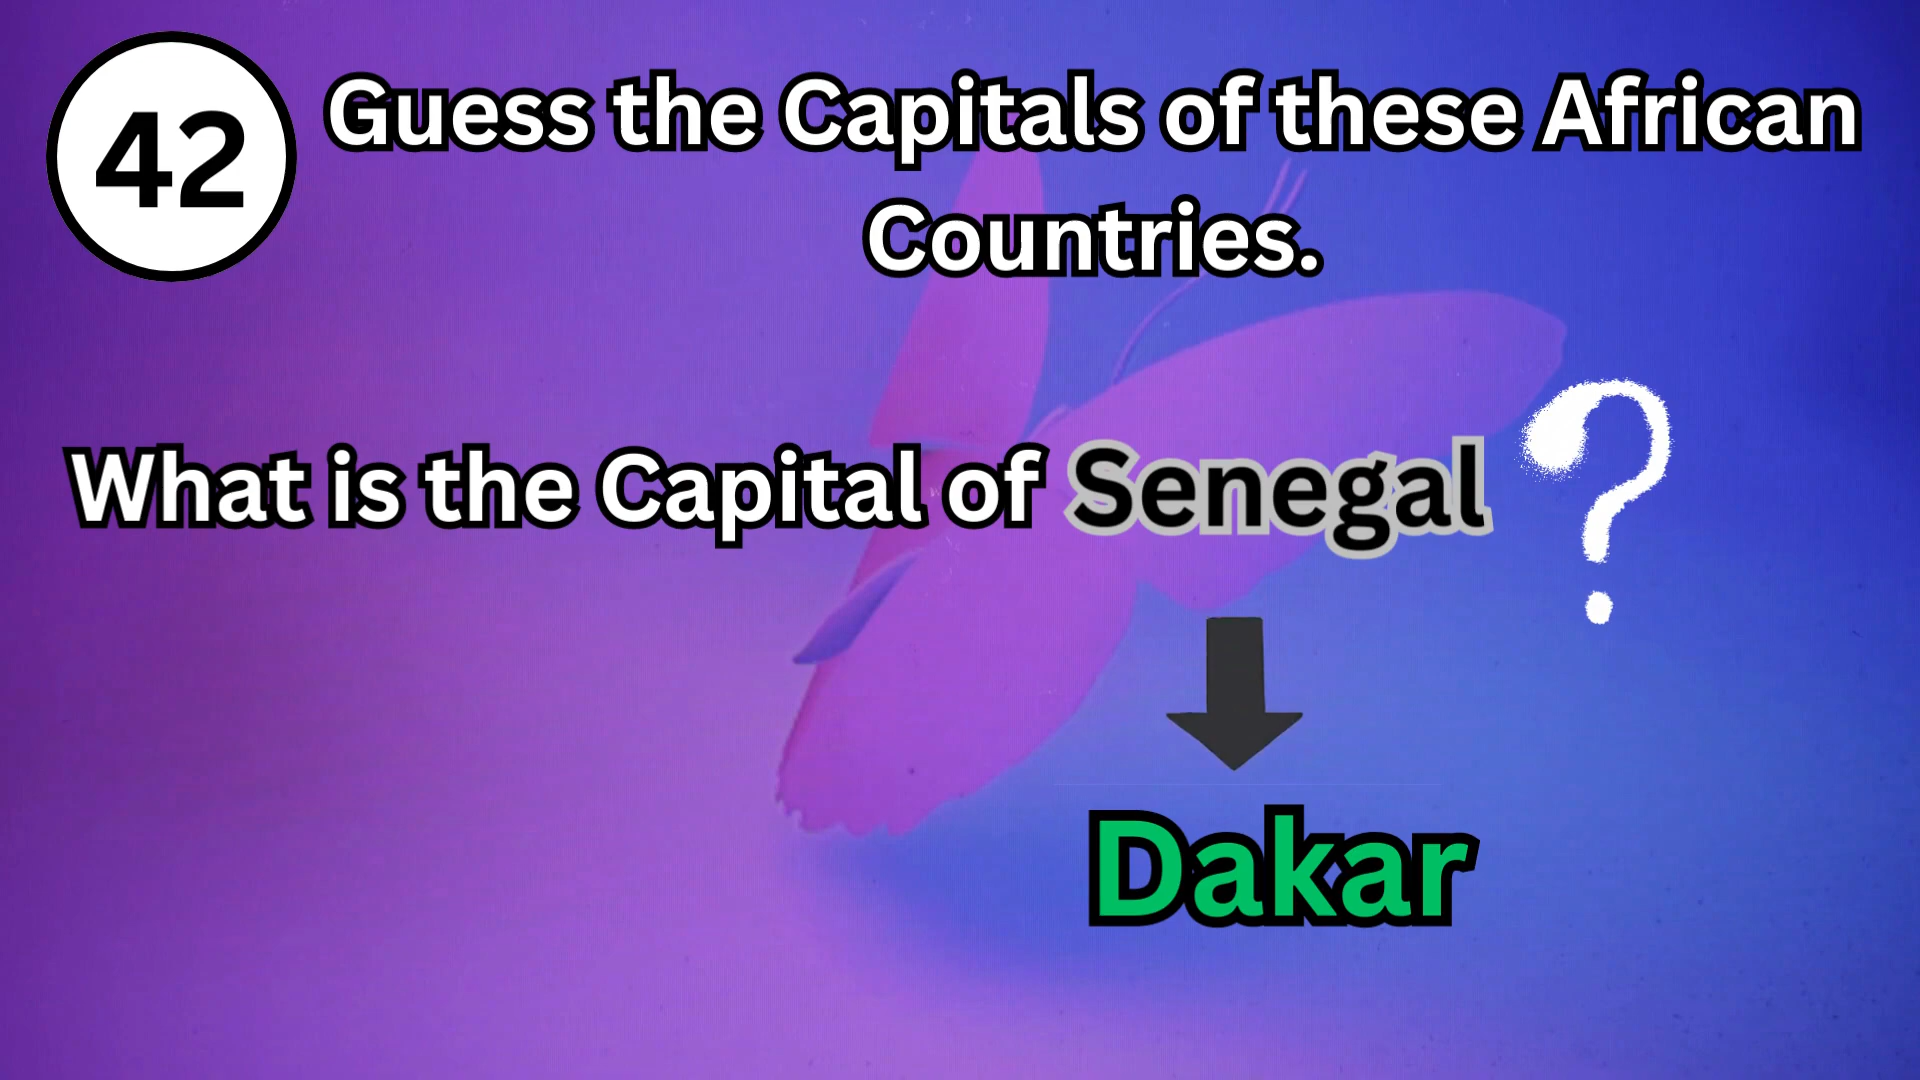 42
Guess the Capitals of these African
Countries.
What is the Capital of Senegal ?
Dakar